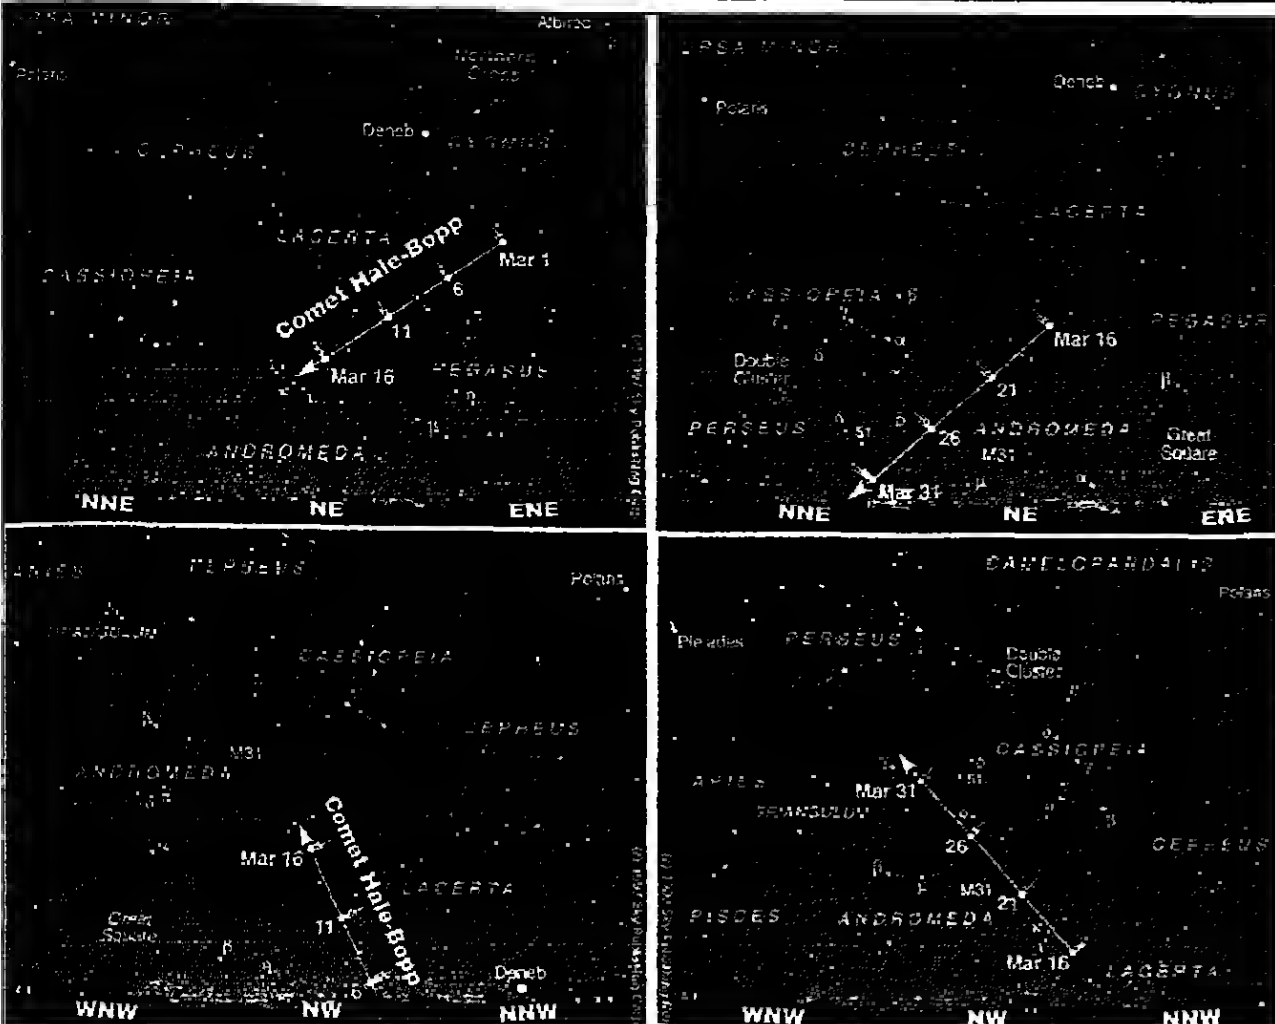 URSA MINOR
Albireo
Northern
Cross
Polaris
Deneb
CYGNUS
CEPHEUS
LACERTA
Comet Hale-Bopp
Mar 1
6
11
Mar 16
CASSIOPEIA
PEGASUS
η
β
ANDROMEDA
NNE
NE
ENE
URSA MINOR
Deneb
CYGNUS
Polaris
CEPHEUS
LACERTA
CASSIOPEIA
β
PEGASUS
Mar 16
α
δ
Double
Cluster
β
21
PERSEUS
51
26
ANDROMEDA
M31
Great
Square
Mar 31
α
NNE
NE
ENE
ARIES
PERSEUS
Polaris
TRIANGULUM
CASSIOPEIA
β
CEPHEUS
M31
ANDROMEDA
Comet Hale-Bopp
Mar 16
LACERTA
Great
Square
11
β
η
6
Deneb
WNW
NW
NNW
CAMELOPARDALIS
Polaris
Pleiades
PERSEUS
Double
Cluster
CASSIOPEIA
ARIES
Mar 31
51
TRIANGULUM
β
26
CEPHEUS
β
M31
21
PISCES
ANDROMEDA
Mar 16
LACERTA
WNW
NW
NNW